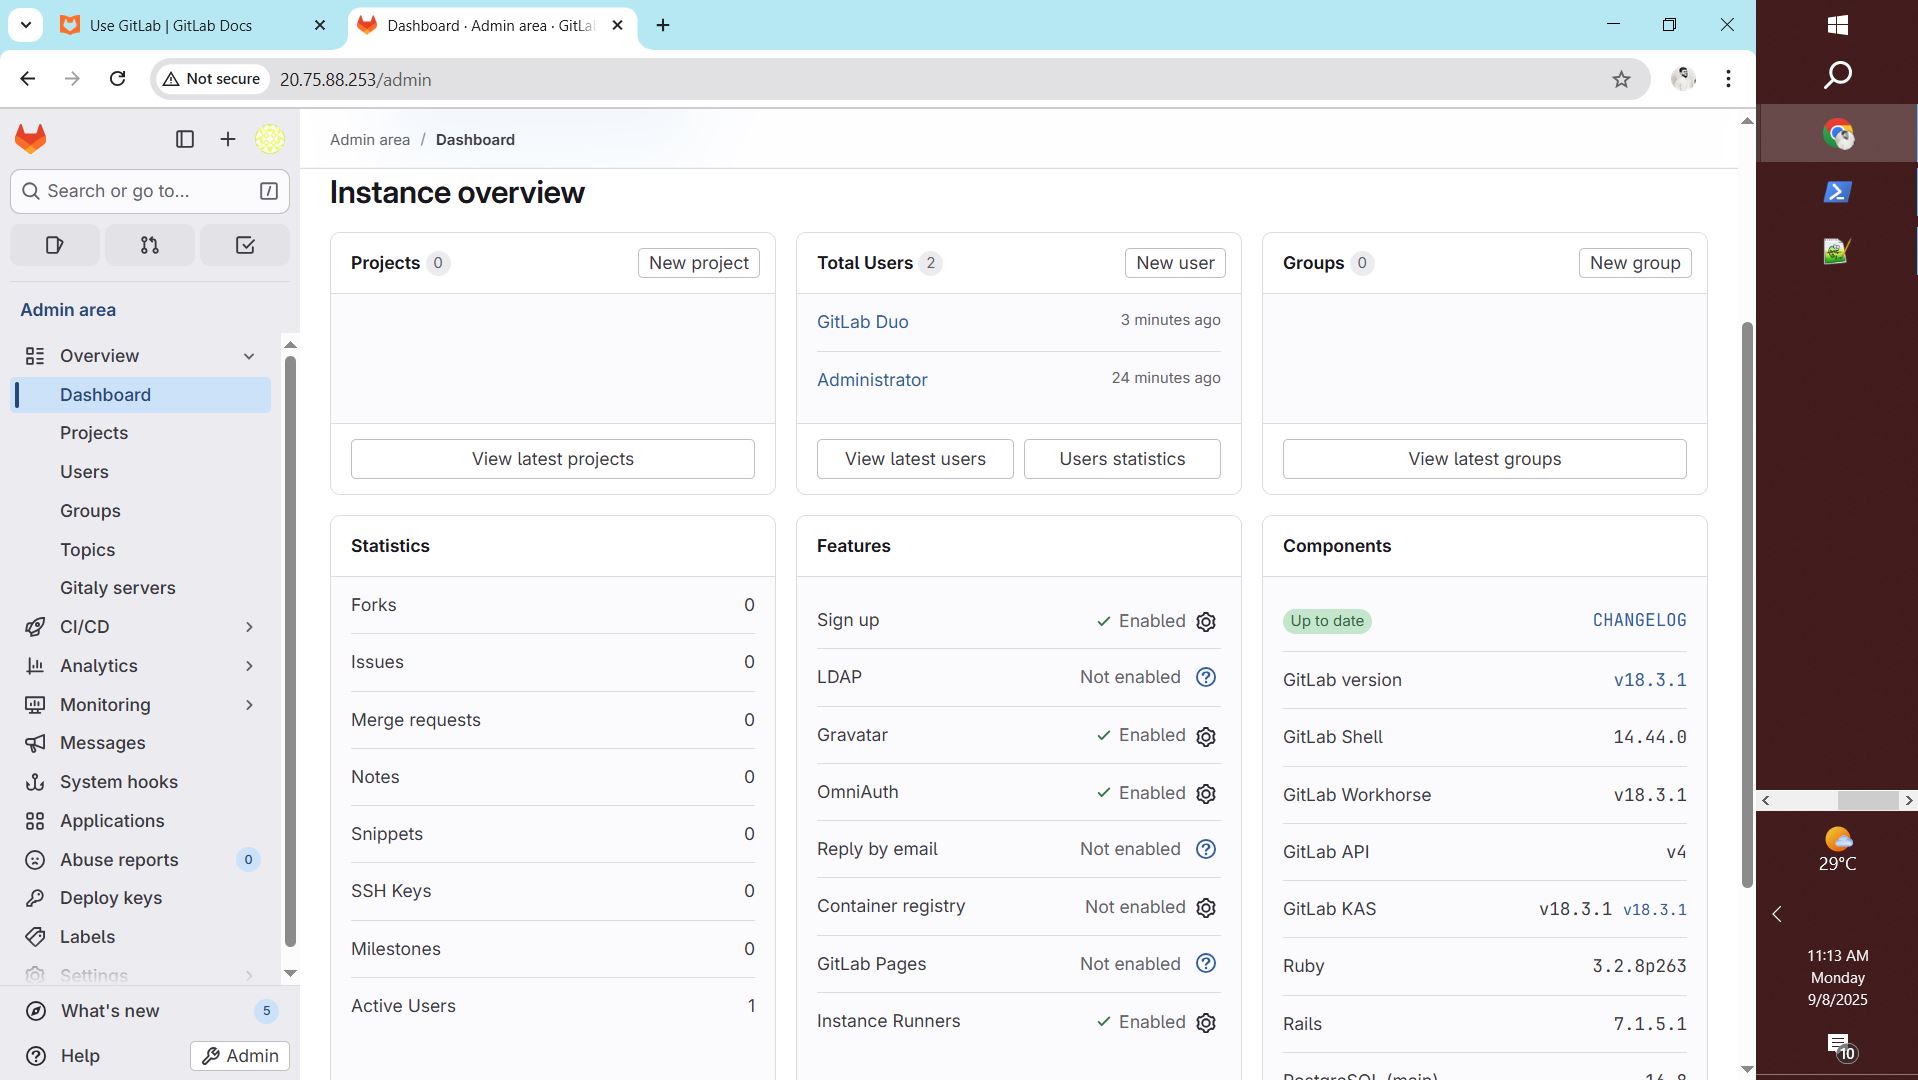 Use GitLab | GitLab Docs
Dashboard · Admin area · GitLa
Not secure
20.75.88.253/admin
Search or go to...
/
Admin area
Overview
Dashboard
Projects
Users
Groups
Topics
Gitaly servers
CI/CD
Analytics
Monitoring
Messages
System hooks
Applications
Abuse reports 0
Deploy keys
Labels
Settings
What's new 5
Help
Admin
Admin area / Dashboard
Instance overview
Projects 0
New project
View latest projects
Total Users 2
New user
GitLab Duo 3 minutes ago
Administrator 24 minutes ago
View latest users
Users statistics
Groups 0
New group
View latest groups
Statistics
Forks 0
Issues 0
Merge requests 0
Notes 0
Snippets 0
SSH Keys 0
Milestones 0
Active Users 1
Features
Sign up Enabled
LDAP Not enabled
Gravatar Enabled
OmniAuth Enabled
Reply by email Not enabled
Container registry Not enabled
GitLab Pages Not enabled
Instance Runners Enabled
Components
Up to date CHANGELOG
GitLab version v18.3.1
GitLab Shell 14.44.0
GitLab Workhorse v18.3.1
GitLab API v4
GitLab KAS v18.3.1 v18.3.1
Ruby 3.2.8p263
Rails 7.1.5.1
PostgreSQL (main) 16.8
29°C
11:13 AM
Monday
9/8/2025
10